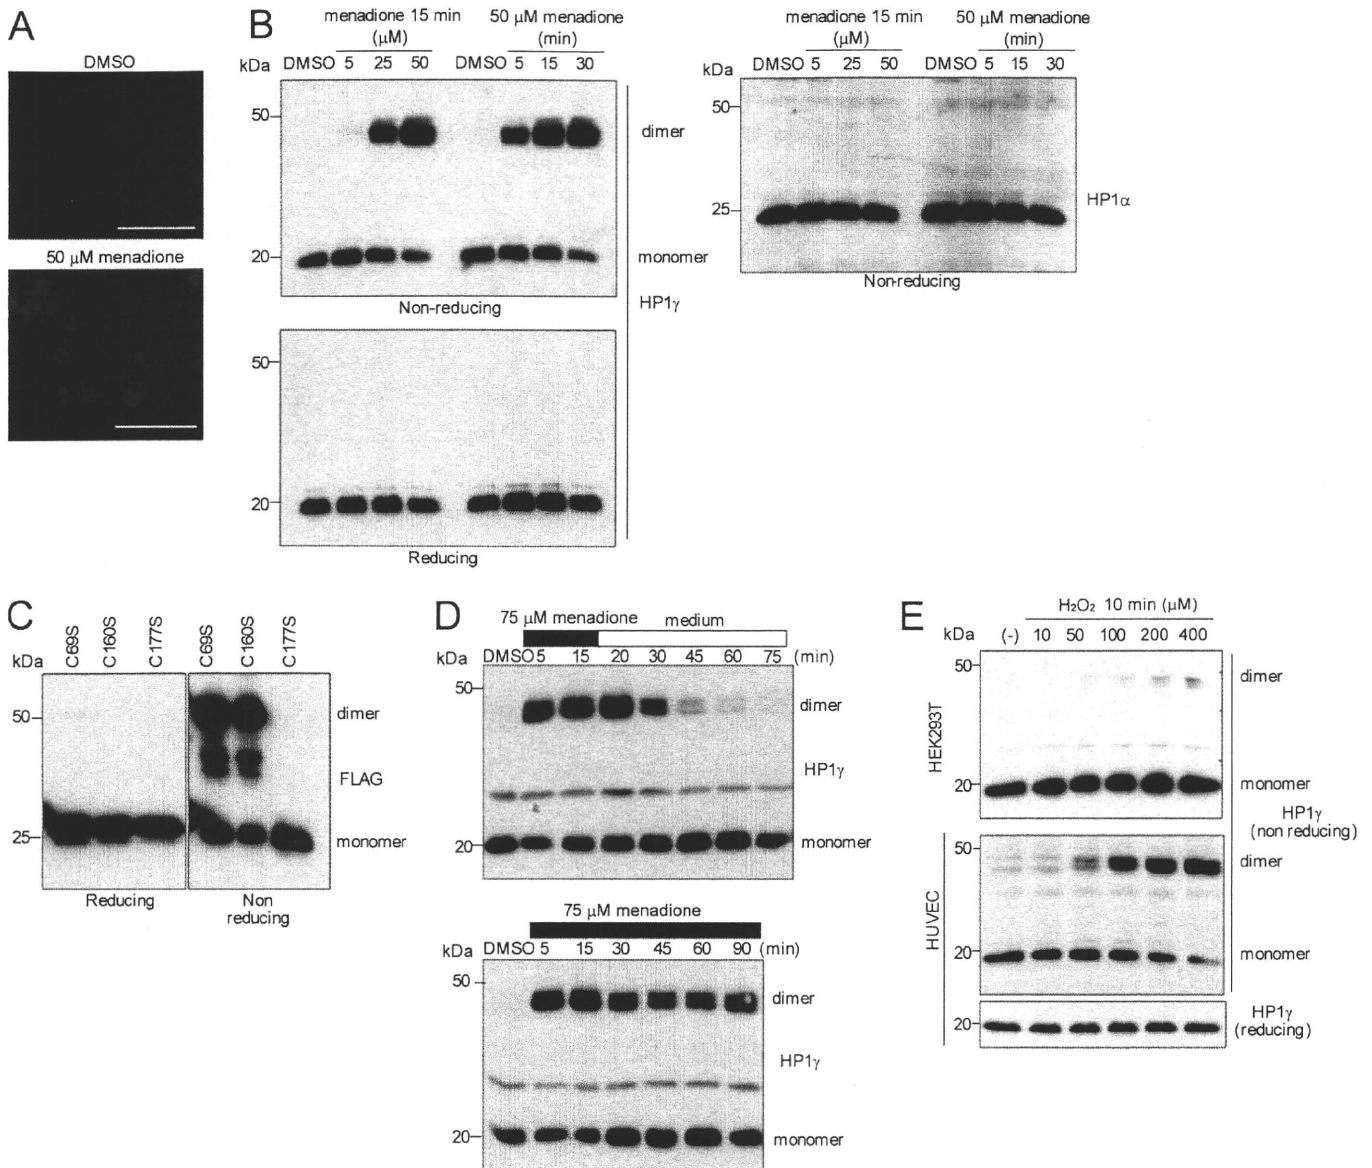 A
DMSO
50 µM menadione
B
menadione 15 min
(µM)
50 µM menadione
(min)
kDa DMSO 5 25 50 DMSO 5 15 30
50
dimer
20
monomer
Non-reducing
HP1γ
50
20
Reducing
menadione 15 min
(µM)
50 µM menadione
(min)
kDa DMSO 5 25 50 DMSO 5 15 30
50
25
HP1α
Non-reducing
C
kDa C69S C160S C177S C69S C160S C177S
50
dimer
FLAG
25
monomer
Reducing
Non
reducing
D
75 µM menadione medium
kDa DMSO 5 15 20 30 45 60 75 (min)
50
dimer
HP1γ
20
monomer
75 µM menadione
kDa DMSO 5 15 30 45 60 90 (min)
50
dimer
HP1γ
20
monomer
E
H₂O₂ 10 min (µM)
kDa (-) 10 50 100 200 400
50
dimer
HEK293T
20
monomer
HP1γ
(non reducing)
50
dimer
HUVEC
20
monomer
20
HP1γ
(reducing)